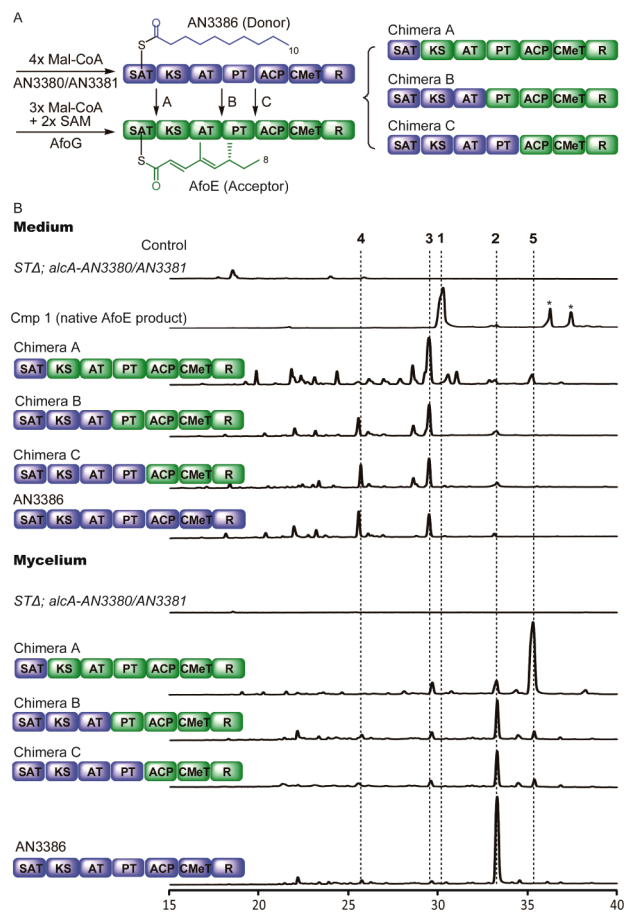 A
AN3386 (Donor)
O
S
10
4x Mal-CoA
AN3380/AN3381
SAT KS AT PT ACP CMeT R
A B C
3x Mal-CoA
+ 2x SAM
AfoG
SAT KS AT PT ACP CMeT R
S
O
8
AfoE (Acceptor)
Chimera A
SAT KS AT PT ACP CMeT R
Chimera B
SAT KS AT PT ACP CMeT R
Chimera C
SAT KS AT PT ACP CMeT R
B
Medium
Control
4 3 1 2 5
STΔ; alcA-AN3380/AN3381
Cmp 1 (native AfoE product)
* *
Chimera A
SAT KS AT PT ACP CMeT R
Chimera B
SAT KS AT PT ACP CMeT R
Chimera C
SAT KS AT PT ACP CMeT R
AN3386
SAT KS AT PT ACP CMeT R
Mycelium
STΔ; alcA-AN3380/AN3381
Chimera A
SAT KS AT PT ACP CMeT R
Chimera B
SAT KS AT PT ACP CMeT R
Chimera C
SAT KS AT PT ACP CMeT R
AN3386
SAT KS AT PT ACP CMeT R
15 20 25 30 35 40